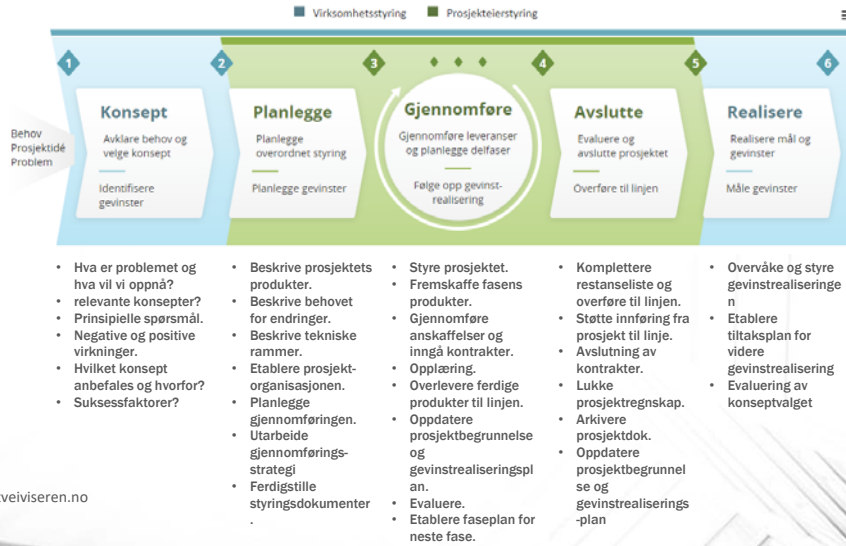 Virksomhetsstyring Prosjekteierstyring
1 2 3 4 5 6
Behov
Prosjektidé
Problem
Konsept
Avklare behov og
velge konsept
Identifisere
gevinster
Planlegge
Planlegge
overordnet styring
Planlegge gevinster
Gjennomføre
Gjennomføre leveranser
og planlegge delfaser
Følge opp gevinst-
realisering
Avslutte
Evaluere og
avslutte prosjektet
Overføre til linjen
Realisere
Realisere mål og
gevinster
Måle gevinster
• Hva er problemet og
hva vil vi oppnå?
• relevante konsepter?
• Prinsipielle spørsmål.
• Negative og positive
virkninger.
• Hvilket konsept
anbefales og hvorfor?
• Suksessfaktorer?
• Beskrive prosjektets
produkter.
• Beskrive behovet
for endringer.
• Beskrive tekniske
rammer.
• Etablere prosjekt-
organisasjonen.
• Planlegge
gjennomføringen.
• Utarbeide
gjennomførings-
strategi
• Ferdigstille
styringsdokumenter
.
• Styre prosjektet.
• Fremskaffe fasens
produkter.
• Gjennomføre
anskaffelser og
inngå kontrakter.
• Opplæring.
• Overlevere ferdige
produkter til linjen.
• Oppdatere
prosjektbegrunnelse
og
gevinstrealiseringspl
an.
• Evaluere.
• Etablere faseplan for
neste fase.
• Komplettere
restanseliste og
overføre til linjen.
• Støtte innføring fra
prosjekt til linje.
• Avslutning av
kontrakter.
• Lukke
prosjektregnskap.
• Arkivere
prosjektdok.
• Oppdatere
prosjektbegrunnel
se og
gevinstrealiserings
-plan
• Overvåke og styre
gevinstrealiseringe
n
• Etablere
tiltaksplan for
videre
gevinstrealisering
• Evaluering av
konseptvalget
veiviseren.no